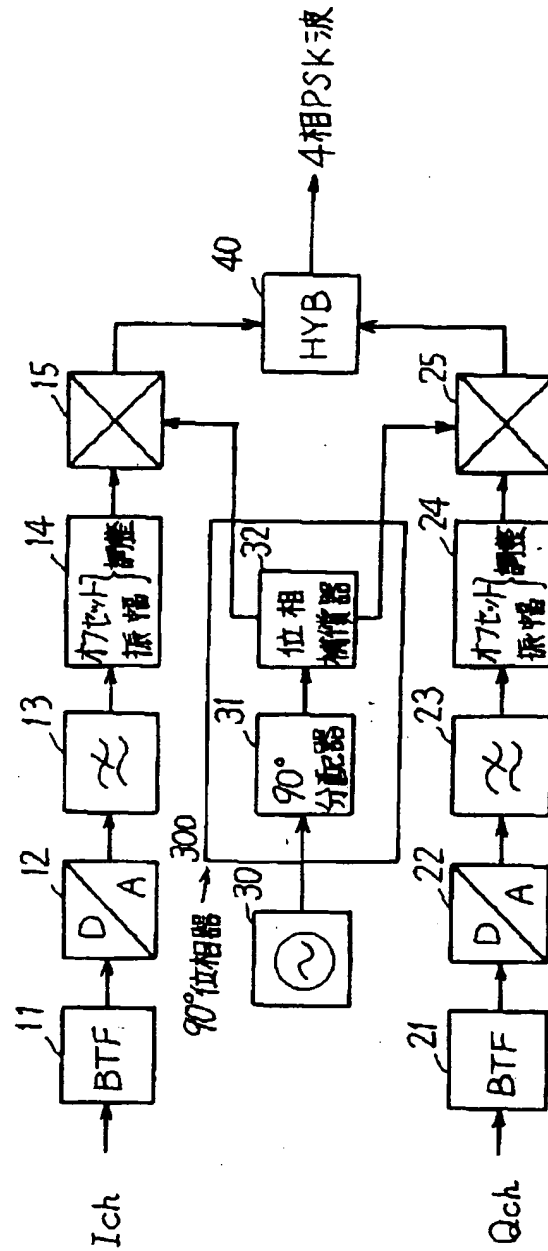 Ich
11
BTF
12
D
A
13
14
オフセット
振幅
調整
15
90°位相器
300
30
31
90°
分配器
32
位相
補償器
40
HYB
4相PSK波
Qch
21
BTF
22
D
A
23
24
オフセット
振幅
調整
25